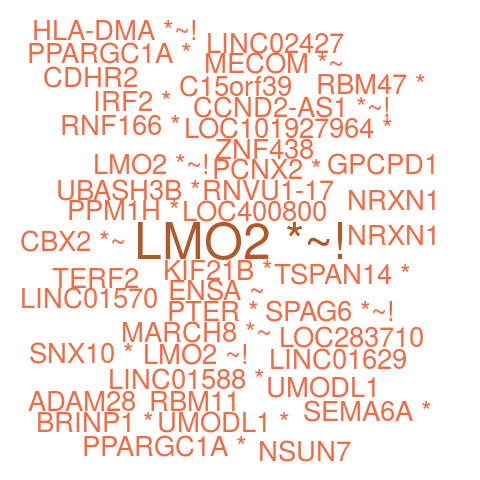 HLA-DMA *~!
LINC02427
PPARGC1A *
MECOM *~
CDHR2
C15orf39
RBM47 *
IRF2 *
CCND2-AS1 *~!
RNF166 *
LOC101927964 *
ZNF438
LMO2 *~!
PCNX2 *
GPCPD1
UBASH3B *
RNVU1-17
NRXN1
PPM1H *
LOC400800
CBX2 *~
LMO2 *~!
NRXN1
TERF2
KIF21B *
TSPAN14 *
LINC01570
ENSA ~
PTER *
SPAG6 *~!
MARCH8 *~
LOC283710
SNX10 *
LMO2 ~!
LINC01629
LINC01588 *
UMODL1
ADAM28
RBM11
SEMA6A *
BRINP1 *
UMODL1 *
PPARGC1A *
NSUN7